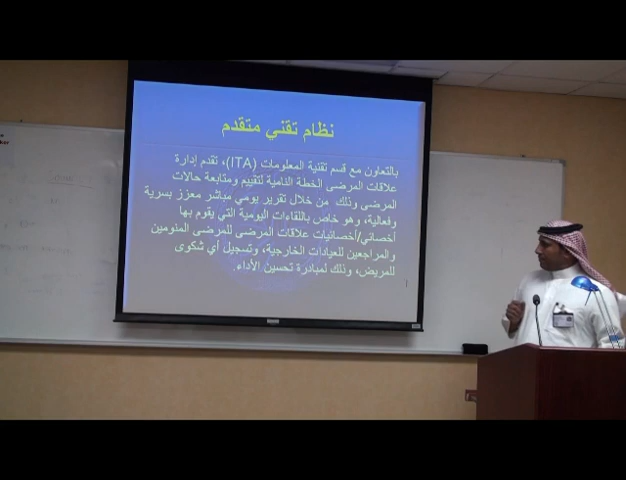 نظام تقني متقدم
بالتعاون مع قسم تقنية المعلومات (ITA)، تقدم إدارة
علاقات المرضى الخطة النامية لتقييم ومتابعة حالات
المرضى وذلك من خلال تقرير يومي مباشر معزز بسرية
وفعالية، وهو خاص باللقاءات اليومية التي يقوم بها
أخصائي/أخصائيات علاقات المرضى للمرضى المنومين
والمراجعين للعيادات الخارجية، وتسجيل أي شكوى
للمريض، وذلك لمبادرة تحسين الأداء.